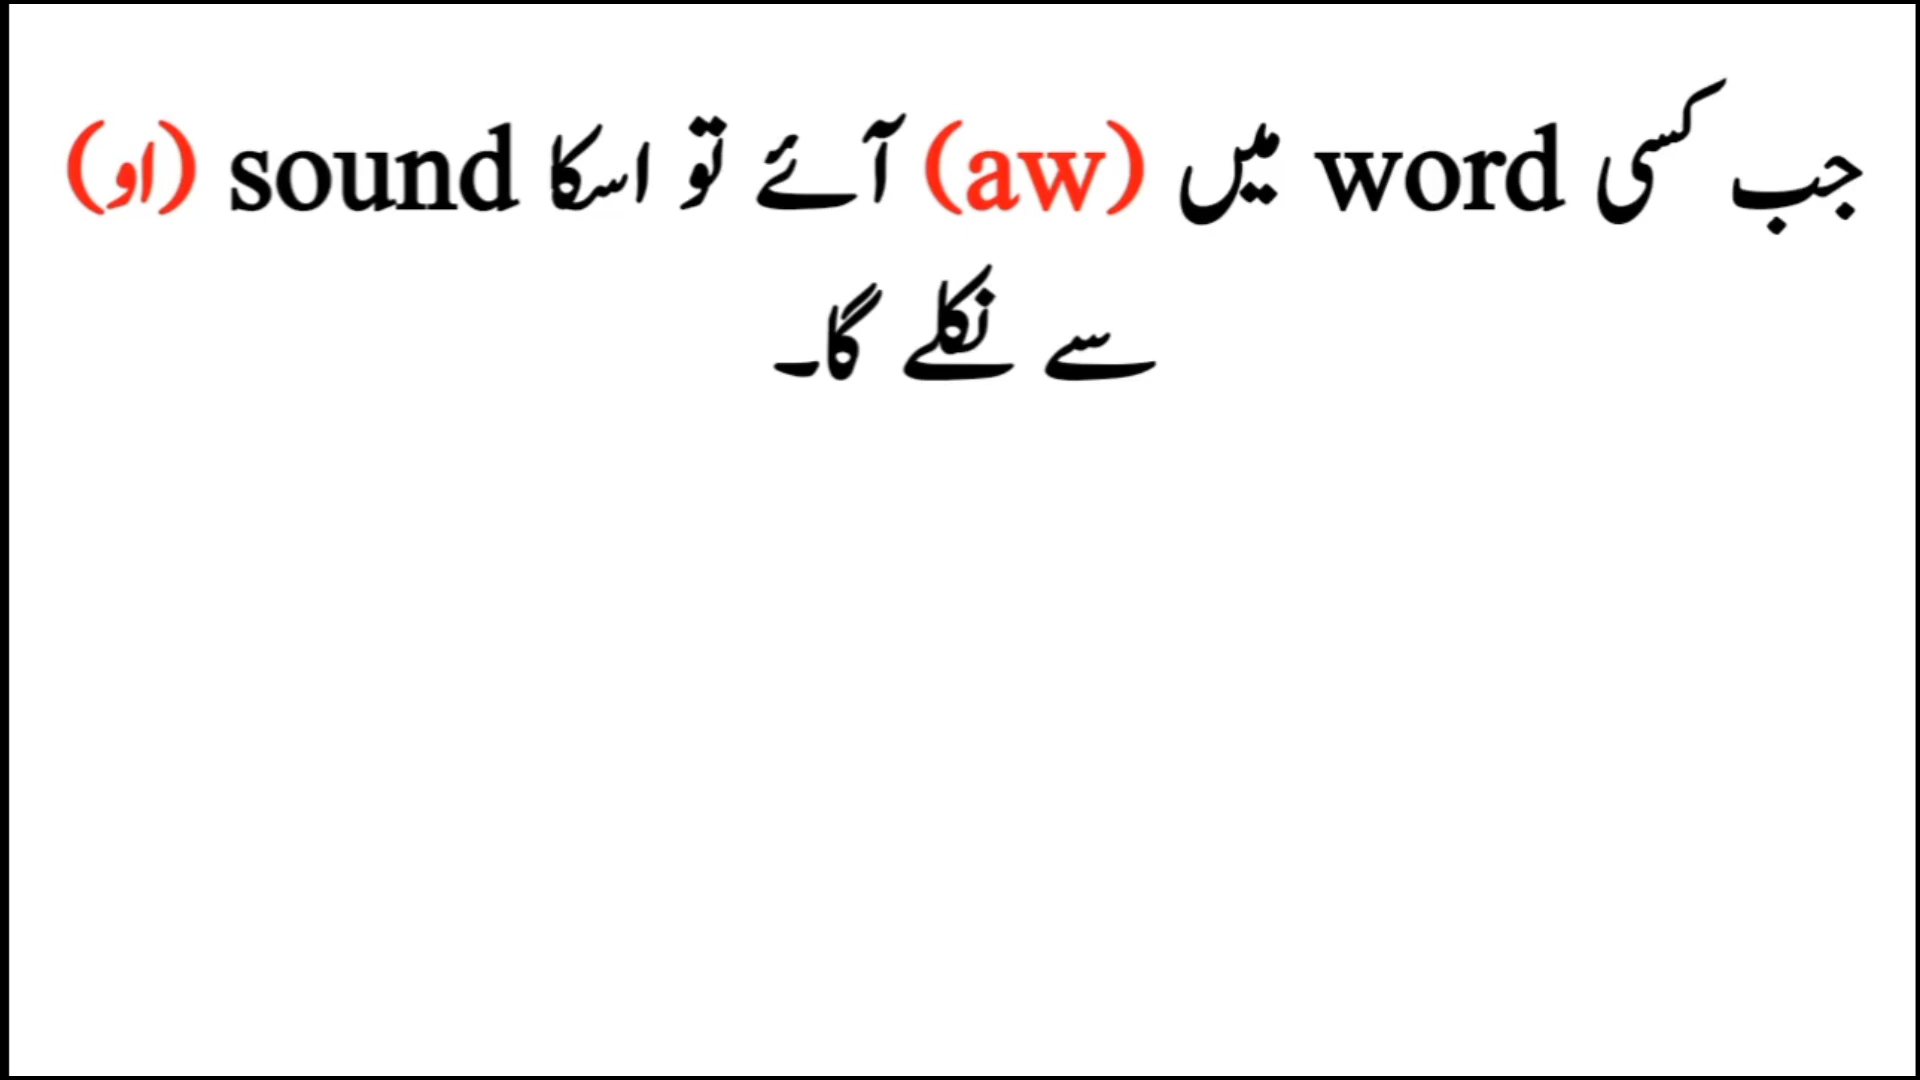 جب کسی word میں (aw) آئے تو اسکا sound (او)
سے نکلے گا۔